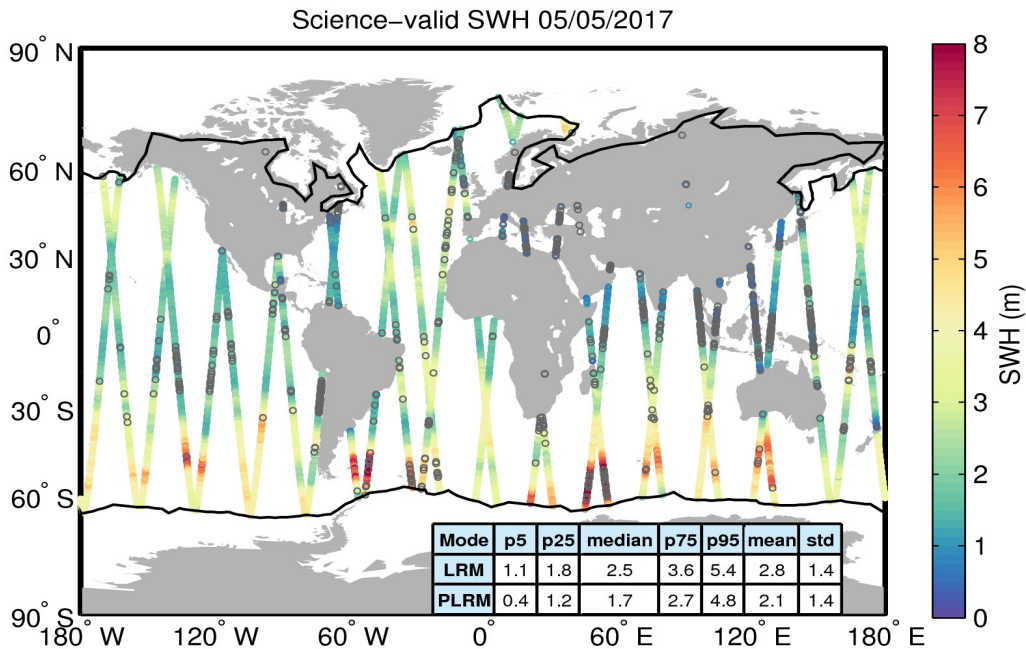 Science−valid SWH 05/05/2017
90° N
60° N
30° N
0°
30° S
60° S
90° S
180° W
120° W
60° W
0°
60° E
120° E
180° E
Mode p5 p25 median p75 p95 mean std
LRM 1.1 1.8 2.5 3.6 5.4 2.8 1.4
PLRM 0.4 1.2 1.7 2.7 4.8 2.1 1.4
8
7
6
5
4
3
2
1
0
SWH (m)